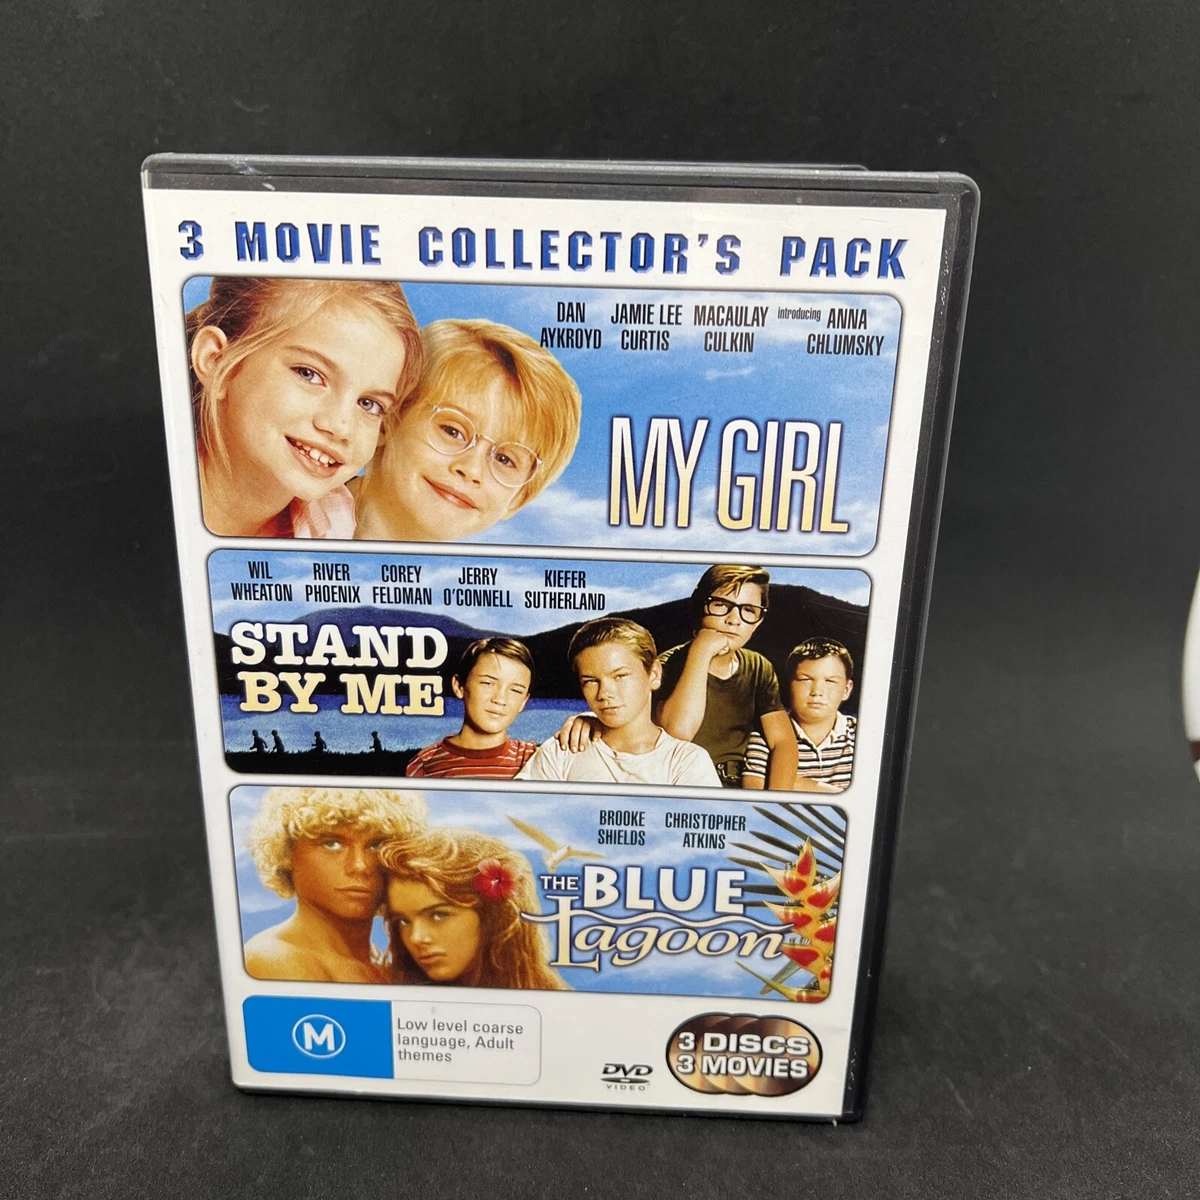 3 MOVIE COLLECTOR'S PACK
DAN AYKROYD
JAMIE LEE CURTIS
MACAULAY CULKIN
introducing ANNA CHLUMSKY
MY GIRL
WIL WHEATON
RIVER PHOENIX
COREY FELDMAN
JERRY O'CONNELL
KIEFER SUTHERLAND
STAND
BY ME
BROOKE SHIELDS
CHRISTOPHER ATKINS
THE BLUE
Lagoon
M
Low level coarse
language, Adult
themes
DVD
VIDEO
3 DISCS
3 MOVIES